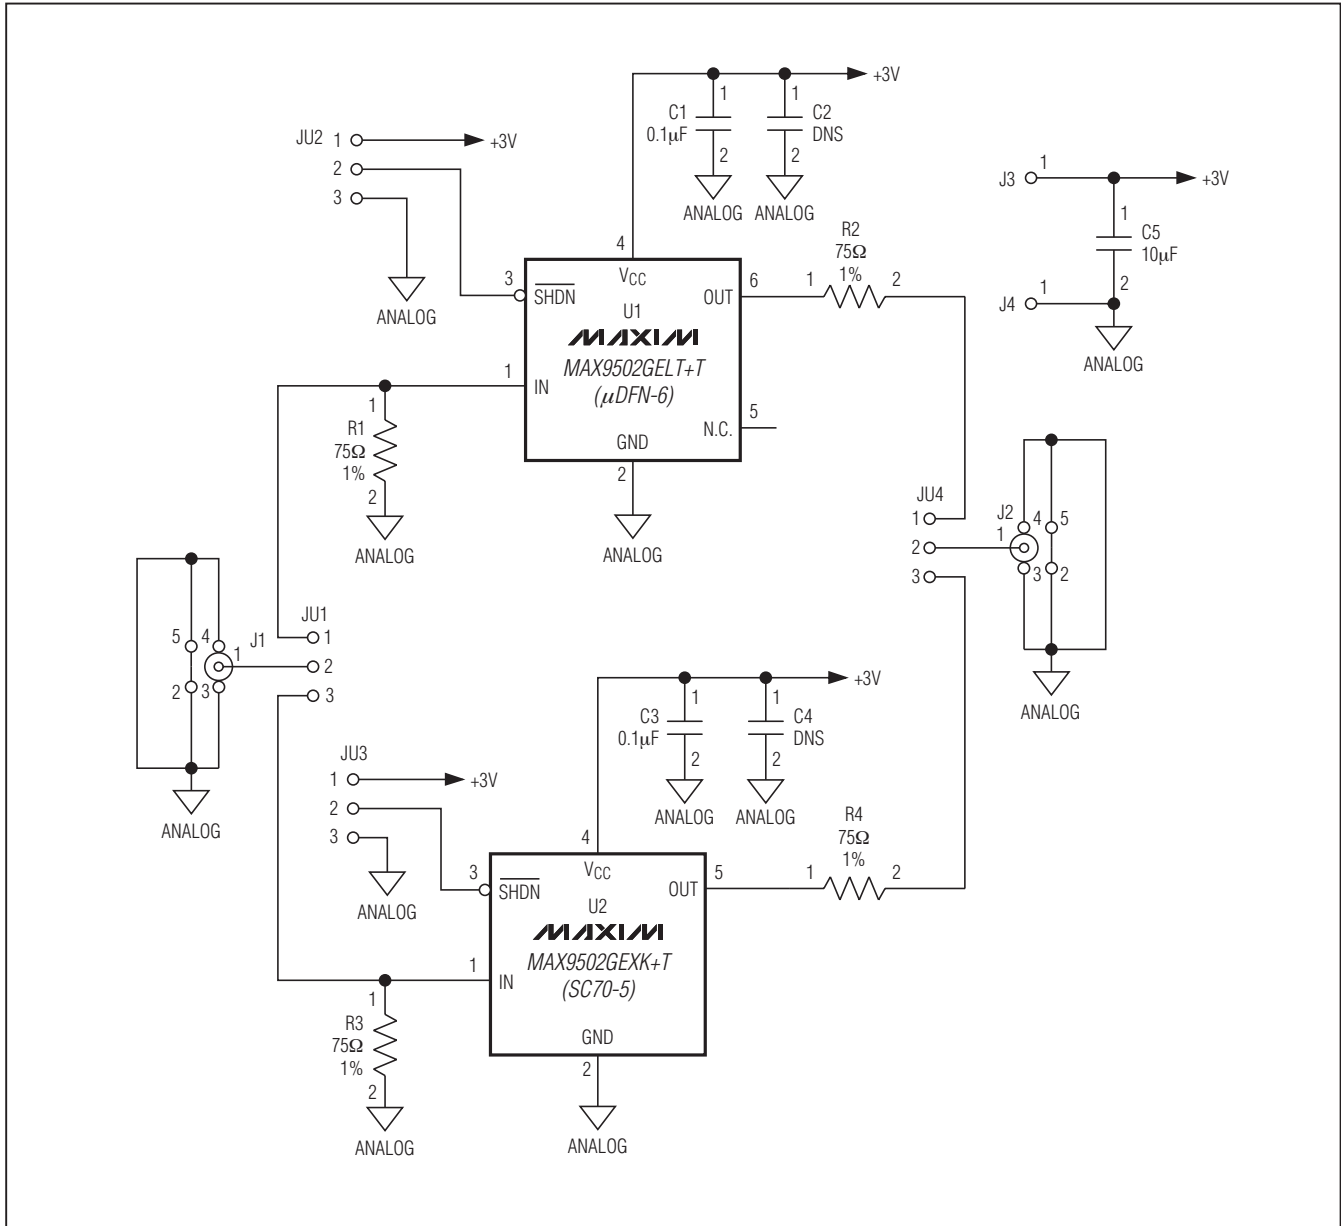 +3V
1
1
C1
0.1µF
C2
DNS
2
2
ANALOG
ANALOG
JU2
1
+3V
2
3
ANALOG
J3
1
+3V
1
C5
10µF
2
J4
1
ANALOG
4
VCC
3
SHDN
U1
MAXIM
MAX9502GELT+T
(µDFN-6)
OUT
6
1
IN
N.C.
5
GND
2
ANALOG
R2
75Ω
1%
1
2
1
R1
75Ω
1%
2
ANALOG
JU4
1
2
3
J2
1
4
5
3
2
ANALOG
JU1
1
2
3
J1
5
4
1
2
3
ANALOG
+3V
1
1
C3
0.1µF
C4
DNS
2
2
ANALOG
ANALOG
JU3
1
+3V
2
3
ANALOG
4
VCC
3
SHDN
U2
MAXIM
MAX9502GEXK+T
(SC70-5)
OUT
5
1
IN
GND
2
ANALOG
R4
75Ω
1%
1
2
1
R3
75Ω
1%
2
ANALOG